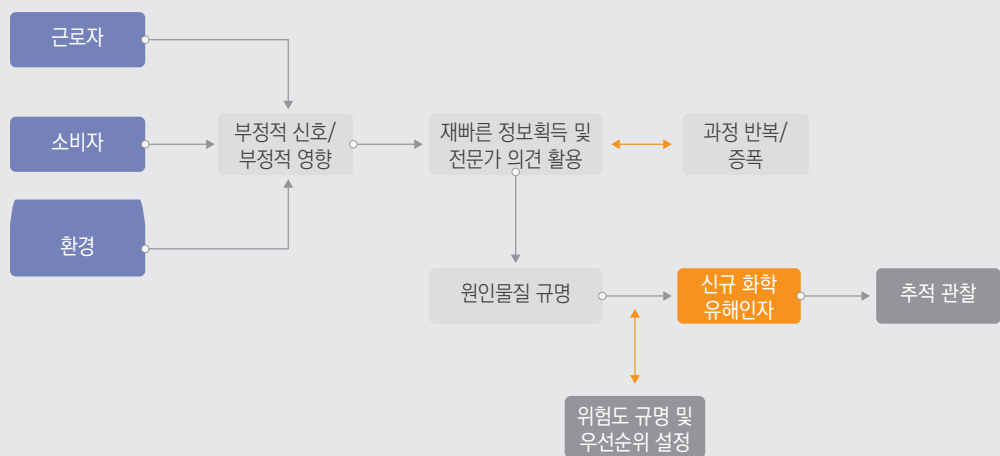 근로자
소비자
환경
부정적 신호/
부정적 영향
재빠른 정보획득 및
전문가 의견 활용
과정 반복/
증폭
원인물질 규명
신규 화학
유해인자
추적 관찰
위험도 규명 및
우선순위 설정